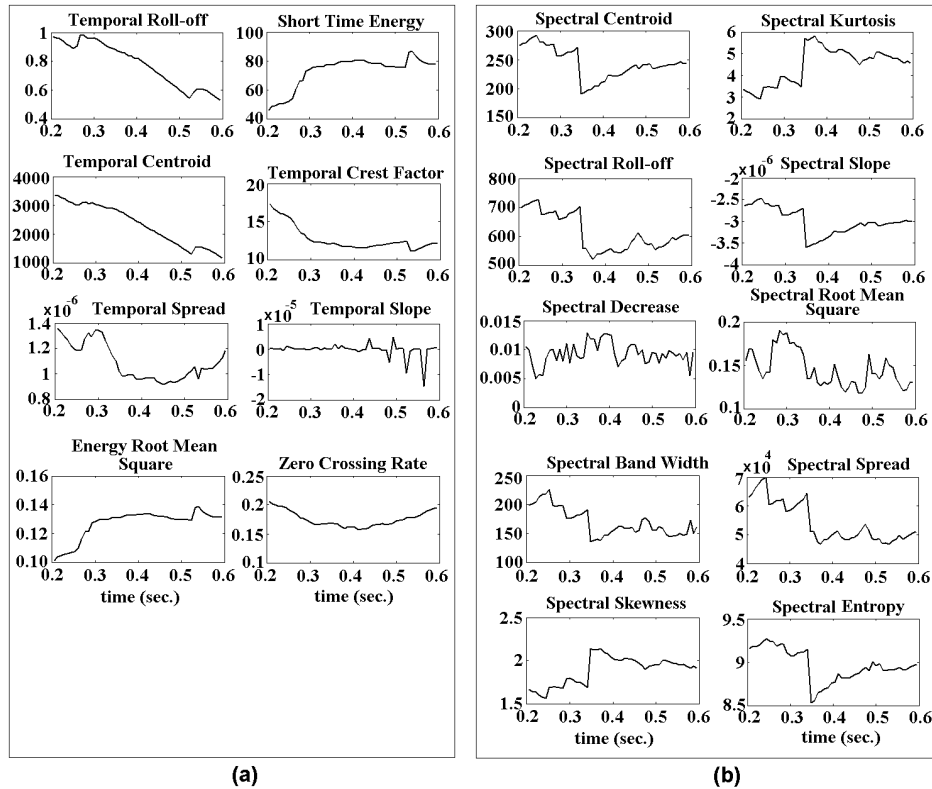 Temporal Roll-off
1
0.8
0.6
0.4
0.2 0.3 0.4 0.5 0.6
Short Time Energy
100
80
60
40
0.2 0.3 0.4 0.5 0.6
Temporal Centroid
4000
3000
2000
1000
0.2 0.3 0.4 0.5 0.6
Temporal Crest Factor
20
15
10
0.2 0.3 0.4 0.5 0.6
Temporal Spread
x10-6
1.4
1.2
1
0.8
0.2 0.3 0.4 0.5 0.6
Temporal Slope
x10-5
1
0
-1
-2
0.2 0.3 0.4 0.5 0.6
Energy Root Mean
Square
0.16
0.14
0.12
0.10
0.2 0.3 0.4 0.5 0.6
time (sec.)
Zero Crossing Rate
0.25
0.2
0.15
0.1
0.2 0.3 0.4 0.5 0.6
time (sec.)
(a)
Spectral Centroid
300
250
200
150
0.2 0.3 0.4 0.5 0.6
Spectral Kurtosis
6
5
4
3
2
0.2 0.3 0.4 0.5 0.6
Spectral Roll-off
800
700
600
500
0.2 0.3 0.4 0.5 0.6
Spectral Slope
x10-6
-2
-2.5
-3
-3.5
-4
0.2 0.3 0.4 0.5 0.6
Spectral Decrease
0.015
0.01
0.005
0
0.2 0.3 0.4 0.5 0.6
Spectral Root Mean
Square
0.2
0.15
0.1
0.2 0.3 0.4 0.5 0.6
Spectral Band Width
250
200
150
100
0.2 0.3 0.4 0.5 0.6
Spectral Spread
x104
7
6
5
4
0.2 0.3 0.4 0.5 0.6
Spectral Skewness
2.5
2
1.5
0.2 0.3 0.4 0.5 0.6
time (sec.)
Spectral Entropy
9.5
9
8.5
0.2 0.3 0.4 0.5 0.6
time (sec.)
(b)